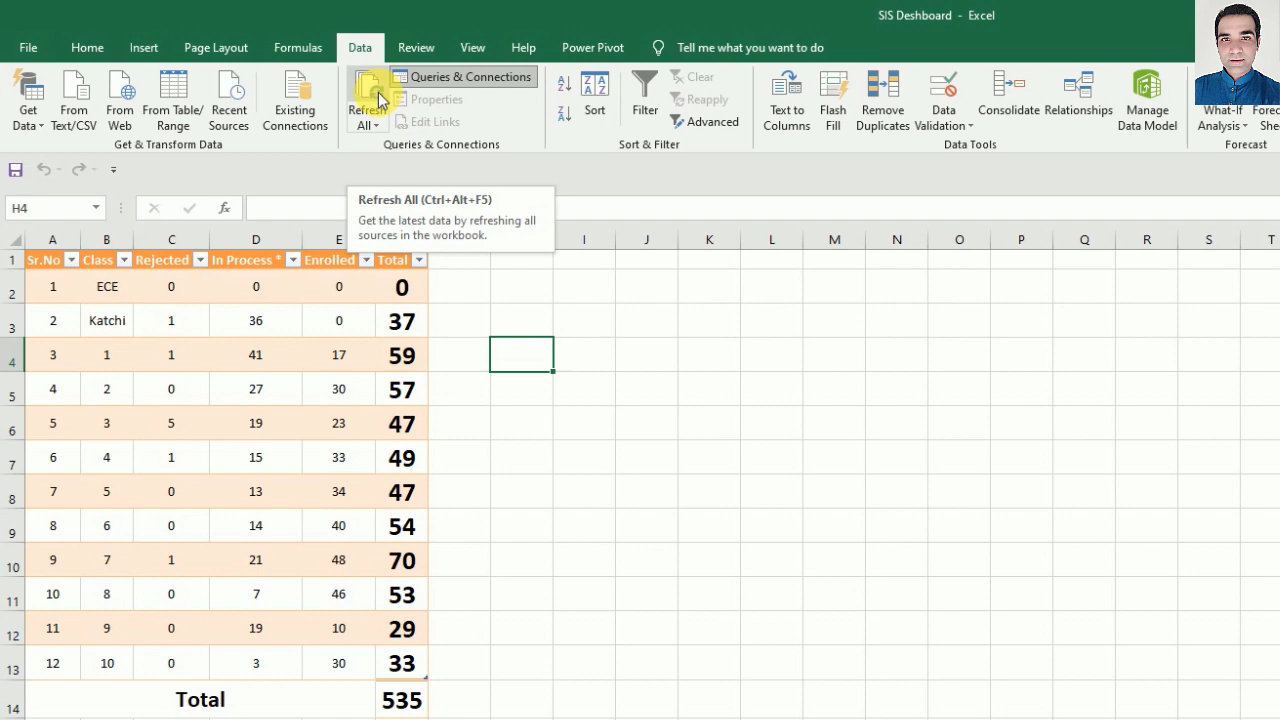 SIS Deshboard - Excel
File Home Insert Page Layout Formulas Data Review View Help Power Pivot Tell me what you want to do
Get Data
From Text/CSV
From Web
From Table/ Range
Recent Sources
Existing Connections
Get & Transform Data
Refresh All
Queries & Connections
Properties
Edit Links
Queries & Connections
Sort
Filter
Clear
Reapply
Advanced
Sort & Filter
Text to Columns
Flash Fill
Remove Duplicates
Data Validation
Consolidate
Relationships
Manage Data Model
Data Tools
What-If Analysis
Forecast
H4
fx
Refresh All (Ctrl+Alt+F5)
Get the latest data by refreshing all
sources in the workbook.
A B C D E I J K L M N O P Q R S T
1 Sr.No Class Rejected In Process * Enrolled Total
2 1 ECE 0 0 0 0
3 2 Katchi 1 36 0 37
4 3 1 1 41 17 59
5 4 2 0 27 30 57
6 5 3 5 19 23 47
7 6 4 1 15 33 49
8 7 5 0 13 34 47
9 8 6 0 14 40 54
10 9 7 1 21 48 70
11 10 8 0 7 46 53
12 11 9 0 19 10 29
13 12 10 0 3 30 33
14 Total 535